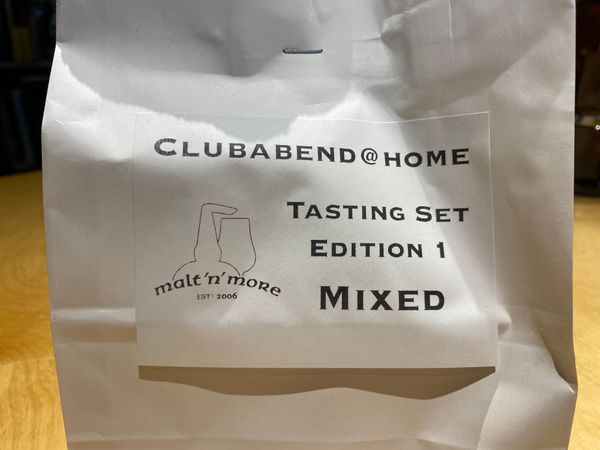 CLUBABEND@HOME
TASTING SET
EDITION 1
MIXED
malt 'n' more
EST. 2006